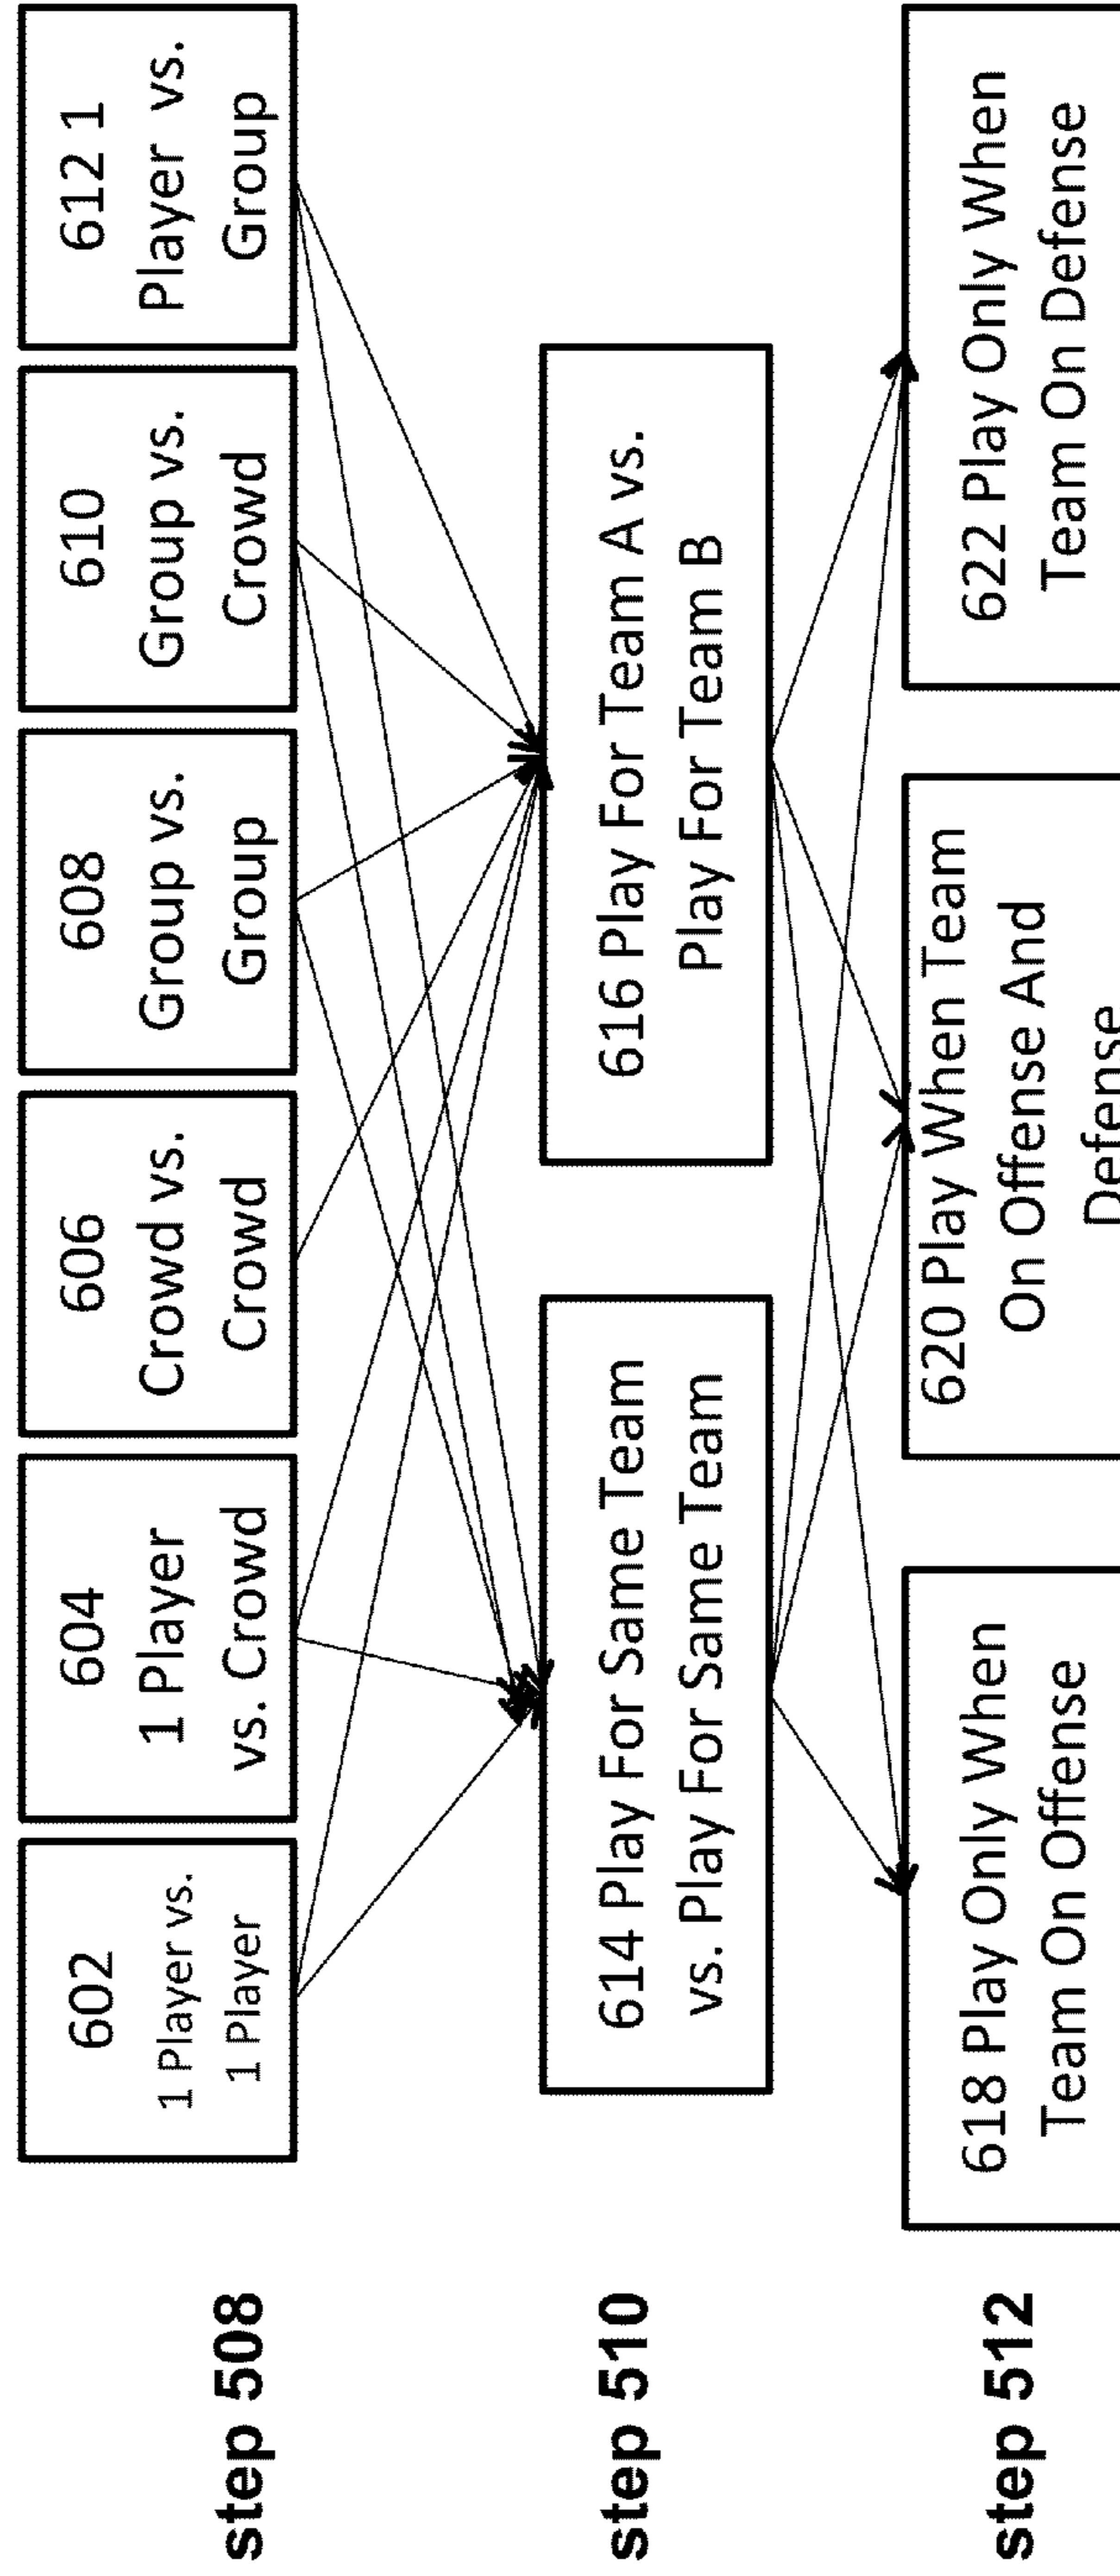 step 508
602
1 Player vs.
1 Player
604
1 Player
vs. Crowd
606
Crowd vs.
Crowd
608
Group vs.
Group
610
Group vs.
Crowd
612 1
Player vs.
Group
step 510
614 Play For Same Team
vs. Play For Same Team
616 Play For Team A vs.
Play For Team B
step 512
618 Play Only When
Team On Offense
620 Play When Team
On Offense And
Defense
622 Play Only When
Team On Defense